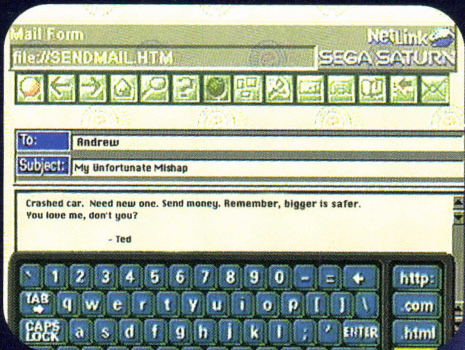 Mail Form
NetLink
file://SENDMAIL.HTM
SEGA SATURN
To: Andrew
Subject: My Unfortunate Mishap
Crashed car. Need new one. Send money. Remember, bigger is safer.
You love me, don't you?
- Ted
` 1 2 3 4 5 6 7 8 9 0 - = http:
TAB q w e r t y u i o p [ ] \ .com
CAPS LOCK a s d f g h j k l ; ' ENTER .html